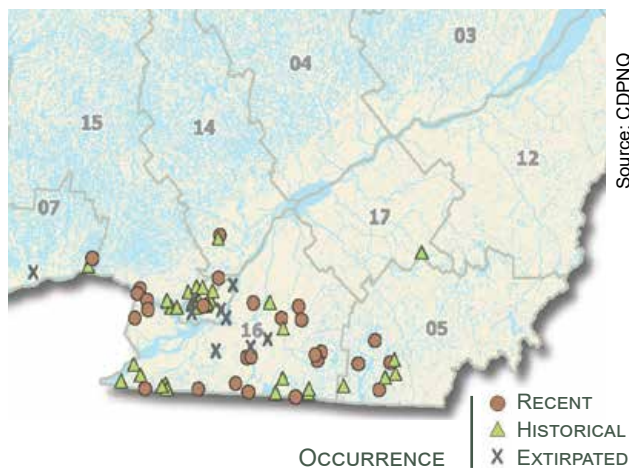 03
04
Source: CDPNQ
15
14
12
07
17
16
05
RECENT
HISTORICAL
OCCURRENCE
EXTIRPATED